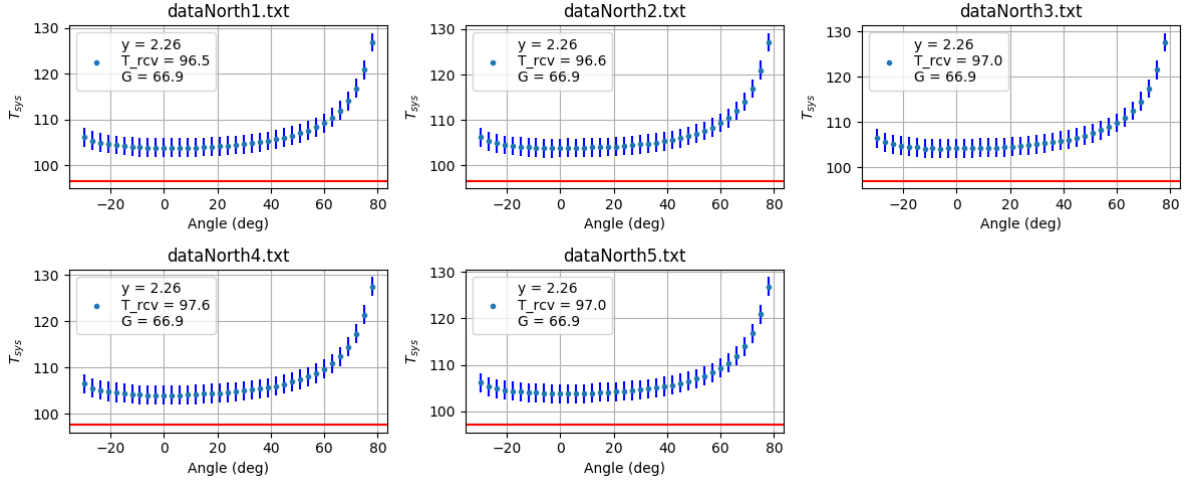 dataNorth1.txt
130
120
110
100
T_sys
y = 2.26
T_rcv = 96.5
G = 66.9
−20 0 20 40 60 80
Angle (deg)
dataNorth2.txt
130
120
110
100
T_sys
y = 2.26
T_rcv = 96.6
G = 66.9
−20 0 20 40 60 80
Angle (deg)
dataNorth3.txt
130
120
110
100
T_sys
y = 2.26
T_rcv = 97.0
G = 66.9
−20 0 20 40 60 80
Angle (deg)
dataNorth4.txt
130
120
110
100
T_sys
y = 2.26
T_rcv = 97.6
G = 66.9
−20 0 20 40 60 80
Angle (deg)
dataNorth5.txt
130
120
110
100
T_sys
y = 2.26
T_rcv = 97.0
G = 66.9
−20 0 20 40 60 80
Angle (deg)